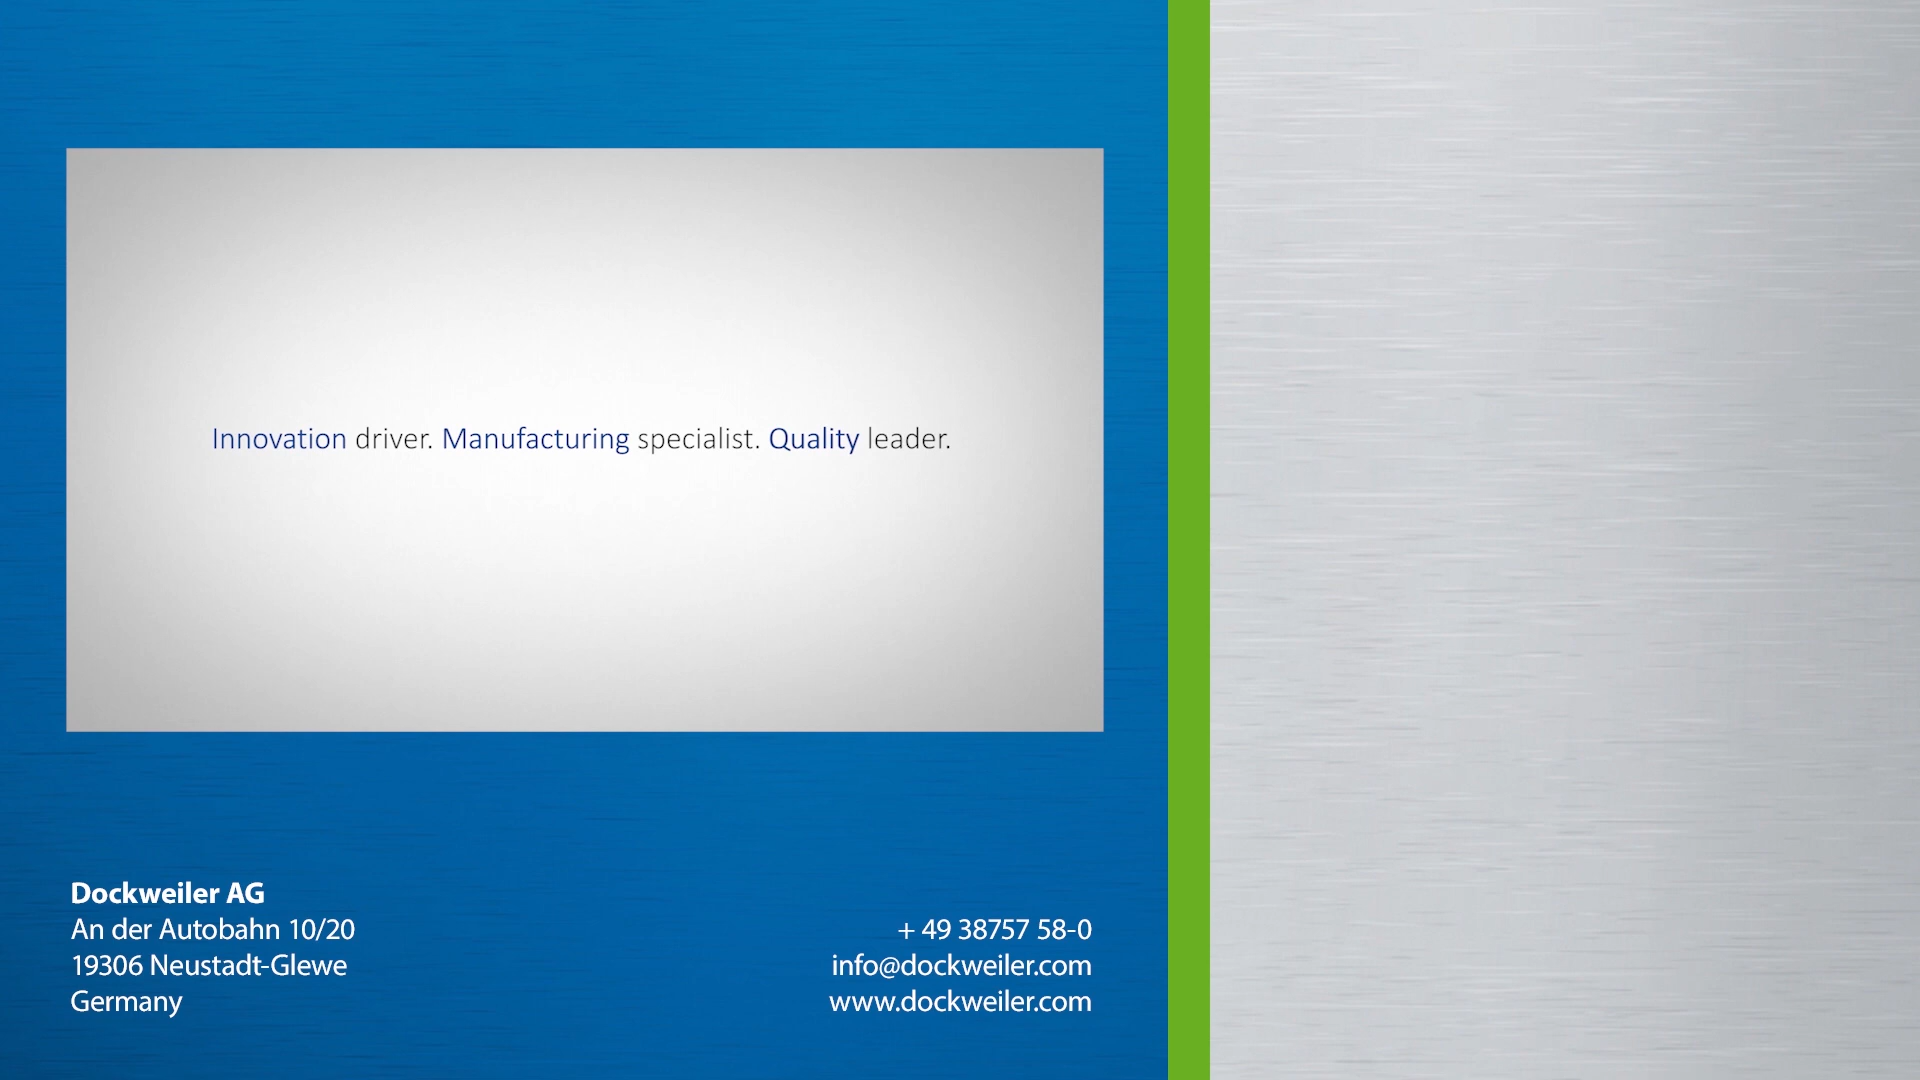 Innovation driver. Manufacturing specialist. Quality leader.
Dockweiler AG
An der Autobahn 10/20
19306 Neustadt-Glewe
Germany
+ 49 38757 58-0
info@dockweiler.com
www.dockweiler.com